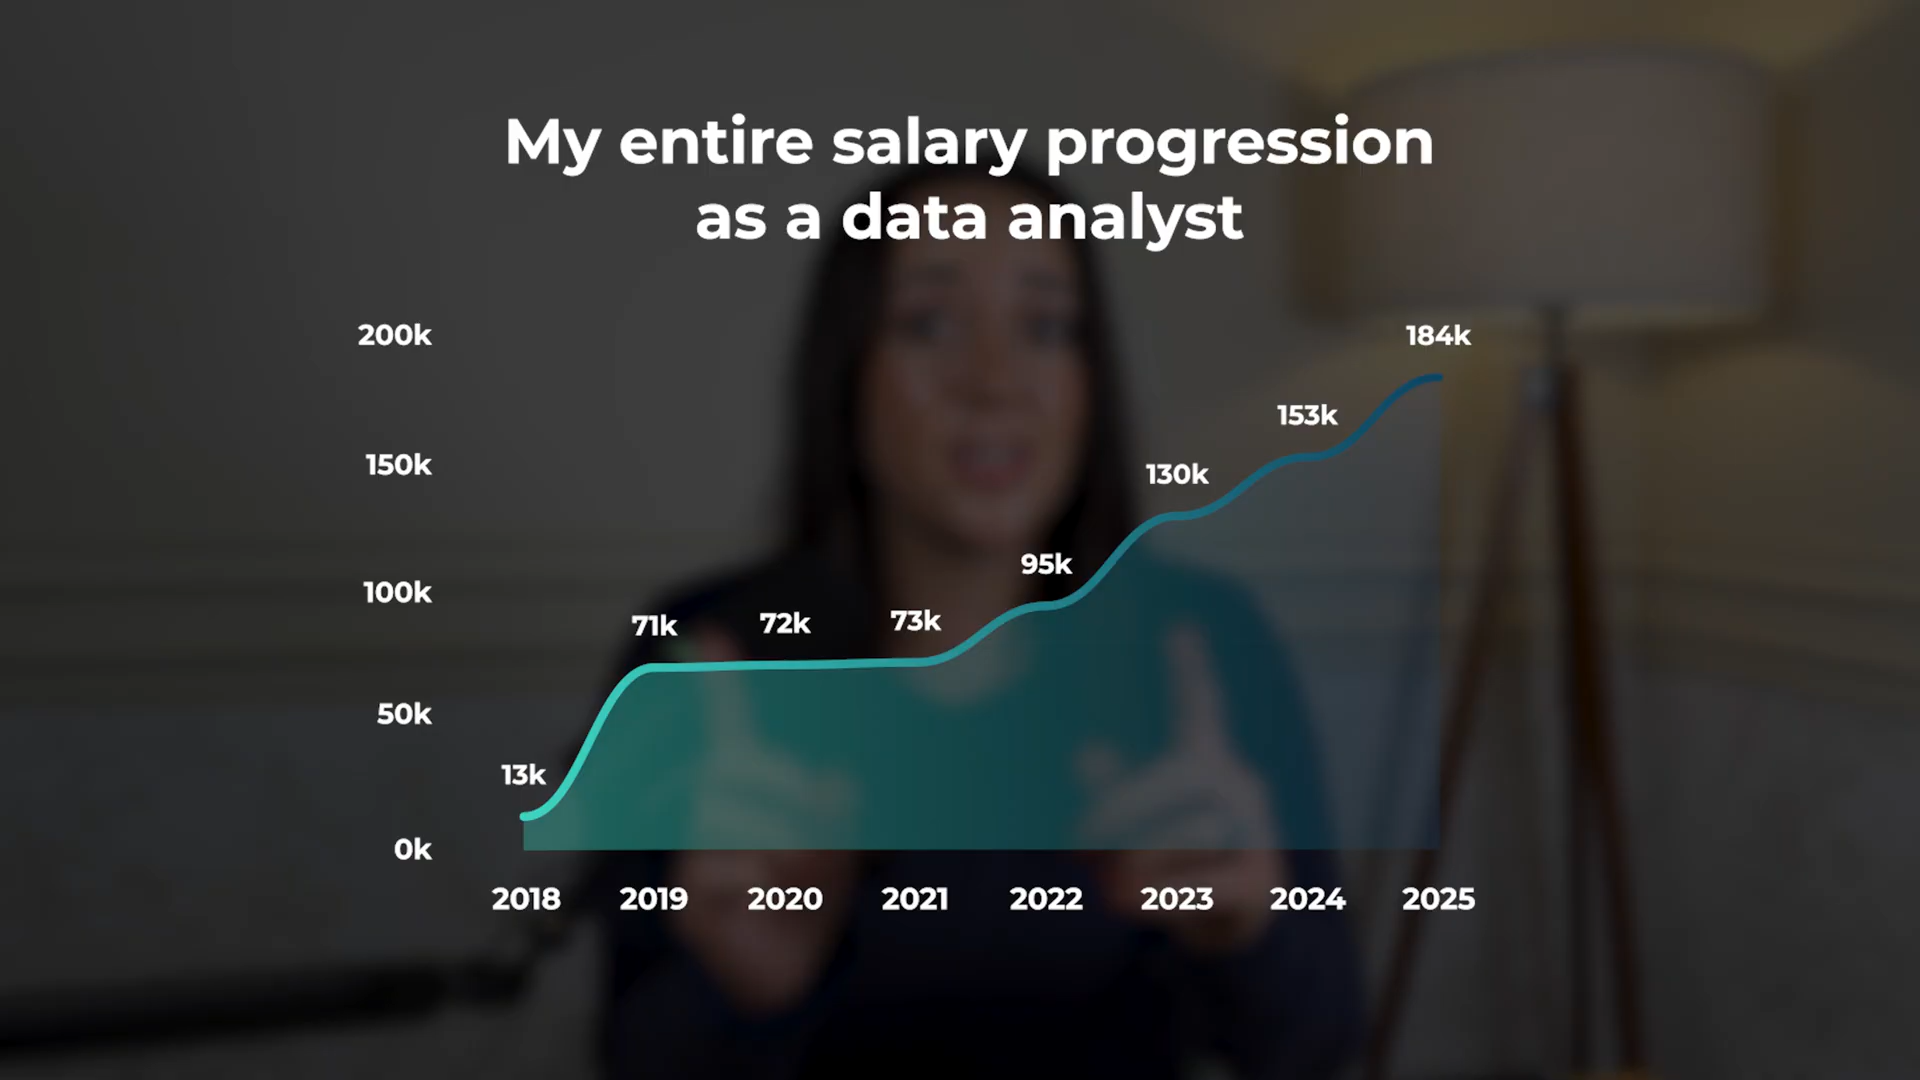 My entire salary progression
as a data analyst
200k
150k
100k
50k
0k
13k
71k
72k
73k
95k
130k
153k
184k
2018 2019 2020 2021 2022 2023 2024 2025